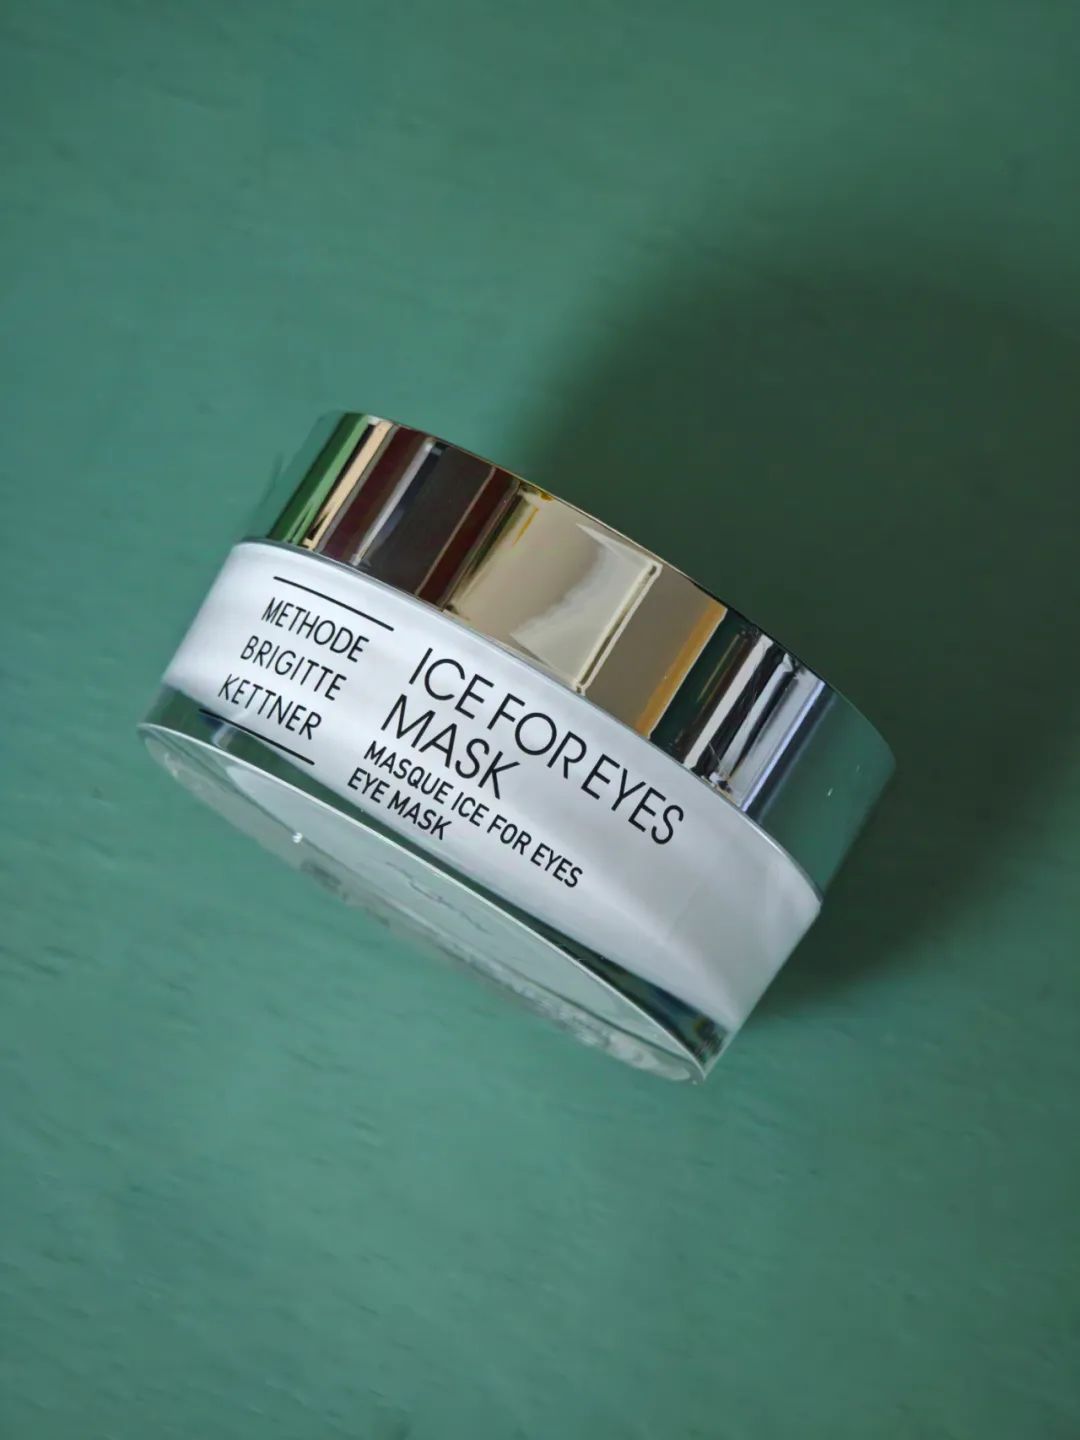 METHODE
BRIGITTE
KETTNER
ICE FOR EYES
MASK
MASQUE ICE FOR EYES
EYE MASK